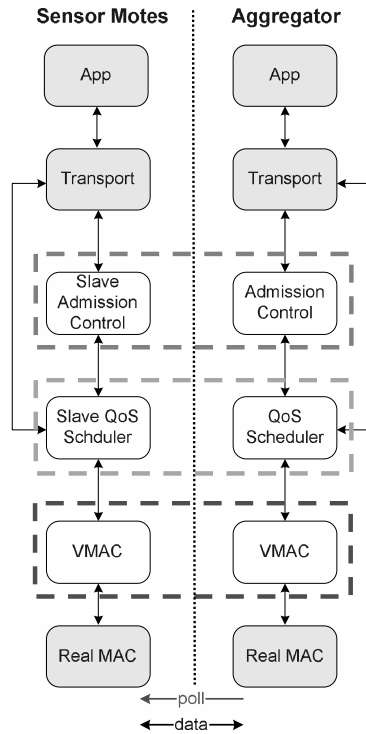 Sensor Motes
Aggregator
App
App
Transport
Transport
Slave
Admission
Control
Admission
Control
Slave QoS
Schduler
QoS
Scheduler
VMAC
VMAC
Real MAC
Real MAC
poll
data